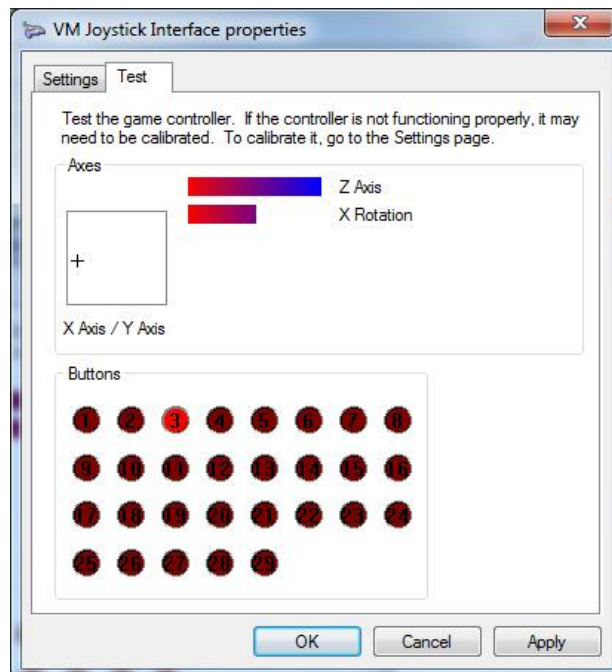 VM Joystick Interface properties
Settings Test
Test the game controller. If the controller is not functioning properly, it may
need to be calibrated. To calibrate it, go to the Settings page.
Axes
Z Axis
X Rotation
X Axis / Y Axis
Buttons
1 2 3 4 5 6 7 8
9 10 11 12 13 14 15 16
17 18 19 20 21 22 23 24
25 26 27 28 29
OK Cancel Apply